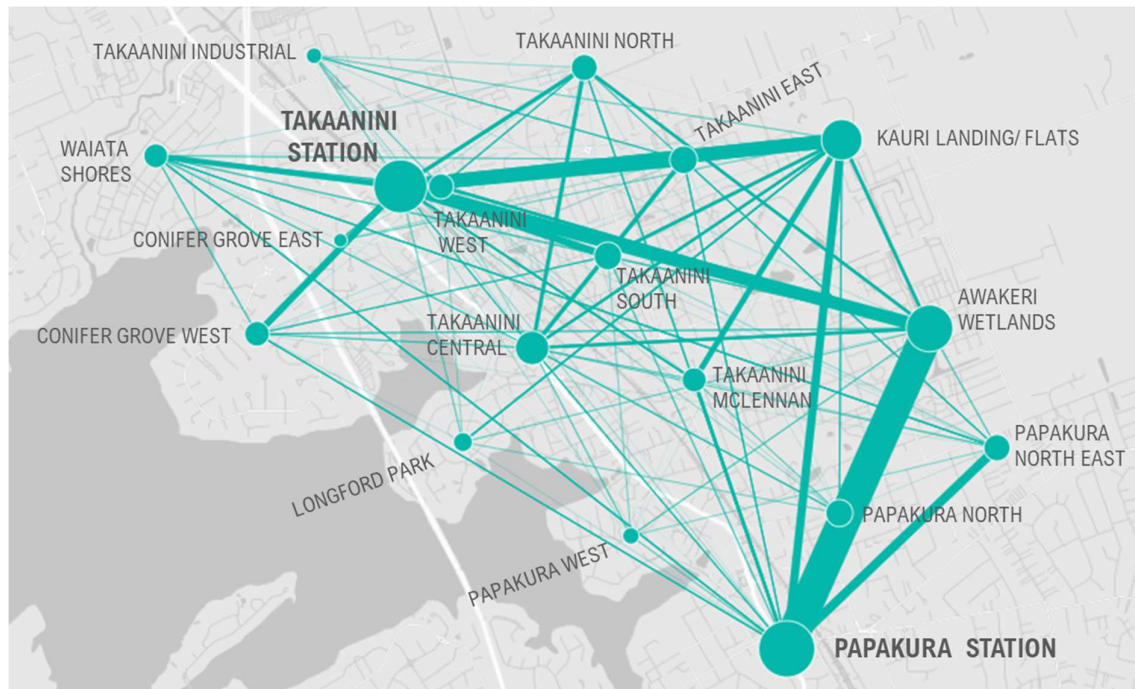 TAKAANINI INDUSTRIAL
TAKAANINI NORTH
TAKAANINI EAST
TAKAANINI
STATION
KAURI LANDING/ FLATS
WAIATA
SHORES
TAKAANINI
WEST
CONIFER GROVE EAST
TAKAANINI
SOUTH
AWAKERI
WETLANDS
CONIFER GROVE WEST
TAKAANINI
CENTRAL
TAKAANINI
MCLENNAN
PAPAKURA
NORTH EAST
LONGFORD PARK
PAPAKURA NORTH
PAPAKURA WEST
PAPAKURA STATION